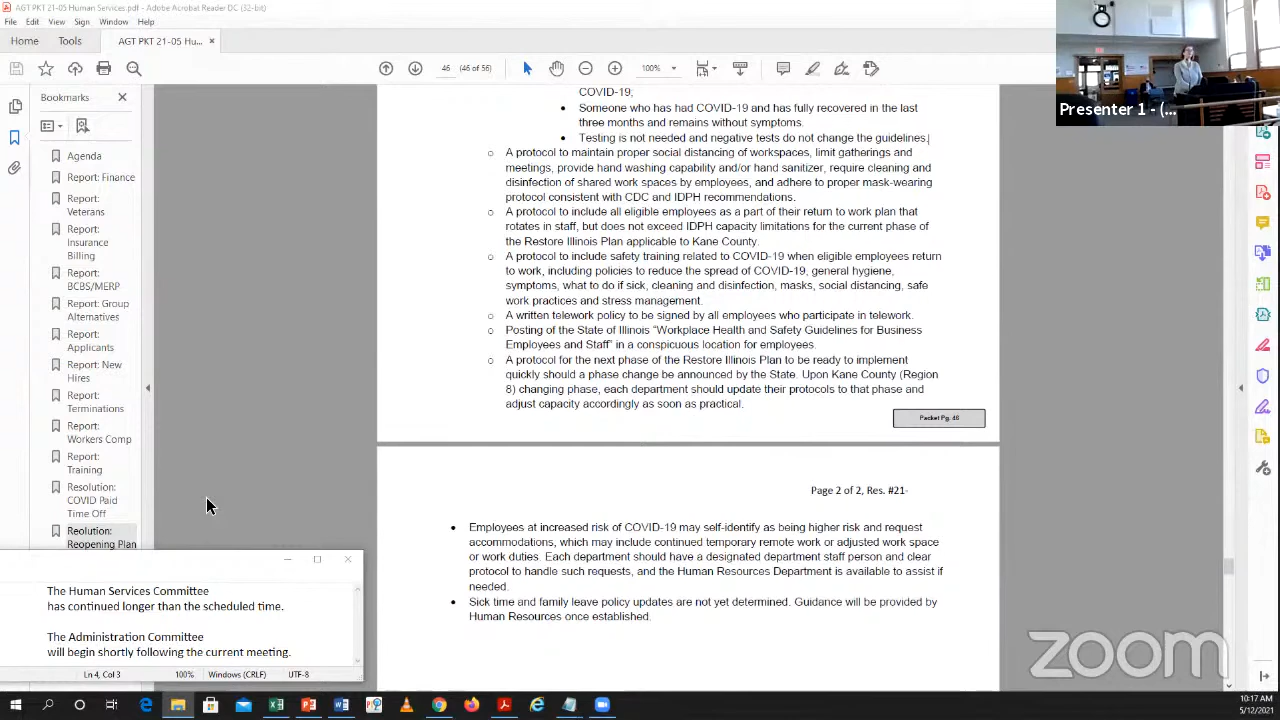 AGT PKT 21-05 Human Services.pdf - Adobe Acrobat Reader DC (32-bit)
File Edit View Sign Window Help
Home Tools AGT PKT 21-05 Hu... ×
46 (46 of 56) 100%
Bookmarks
Agenda
Report: Finance
Report:
Veterans
Report:
Insurance
Billing
Report:
BCBS/MERP
Report: Group
Alternatives
Report:
Applicants
Report: New
Hires
Report:
Terminations
Report:
Workers Comp
Report:
Training
Resolution:
COVID Paid
Time Off
Reolution:
Reopening Plan
COVID-19;
• Someone who has had COVID-19 and has fully recovered in the last
three months and remains without symptoms.
• Testing is not needed and negative tests do not change the guidelines.
o A protocol to maintain proper social distancing of workspaces, limit gatherings and
meetings, provide hand washing capability and/or hand sanitizer, require cleaning and
disinfection of shared work spaces by employees, and adhere to proper mask-wearing
protocol consistent with CDC and IDPH recommendations.
o A protocol to include all eligible employees as a part of their return to work plan that
rotates in staff, but does not exceed IDPH capacity limitations for the current phase of
the Restore Illinois Plan applicable to Kane County.
o A protocol to include safety training related to COVID-19 when eligible employees return
to work, including policies to reduce the spread of COVID-19, general hygiene,
symptoms, what to do if sick, cleaning and disinfection, masks, social distancing, safe
work practices and stress management.
o A written telework policy to be signed by all employees who participate in telework.
o Posting of the State of Illinois “Workplace Health and Safety Guidelines for Business
Employees and Staff” in a conspicuous location for employees.
o A protocol for the next phase of the Restore Illinois Plan to be ready to implement
quickly should a phase change be announced by the State. Upon Kane County (Region
8) changing phase, each department should update their protocols to that phase and
adjust capacity accordingly as soon as practical.
Packet Pg. 46
Page 2 of 2, Res. #21-
• Employees at increased risk of COVID-19 may self-identify as being higher risk and request
accommodations, which may include continued temporary remote work or adjusted work space
or work duties. Each department should have a designated department staff person and clear
protocol to handle such requests, and the Human Resources Department is available to assist if
needed.
• Sick time and family leave policy updates are not yet determined. Guidance will be provided by
Human Resources once established.
The Human Services Committee
has continued longer than the scheduled time.
The Administration Committee
will begin shortly following the current meeting.
Ln 4, Col 3 100% Windows (CRLF) UTF-8
Presenter 1 - (...
zoom
10:17 AM
5/12/2021